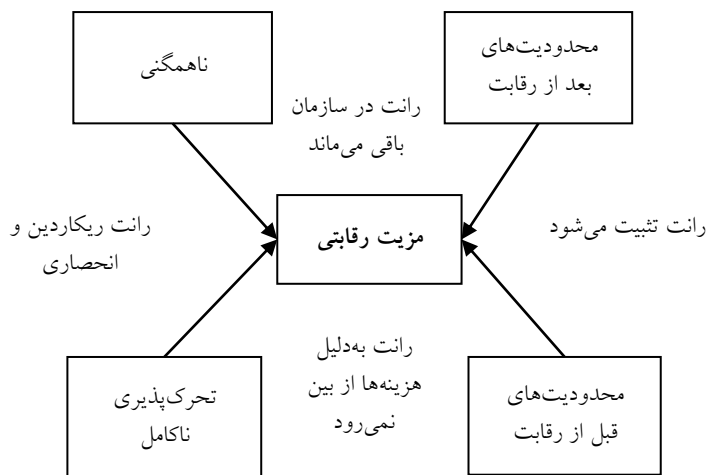 محدودیت‌های
بعد از رقابت
ناهمگنی
رانت در سازمان
باقی می‌ماند
رانت تثبیت می‌شود
مزیت رقابتی
رانت ریکاردین و
انحصاری
رانت به‌دلیل
هزینه‌ها از بین
نمی‌رود
محدودیت‌های
قبل از رقابت
تحرک‌پذیری
ناکامل